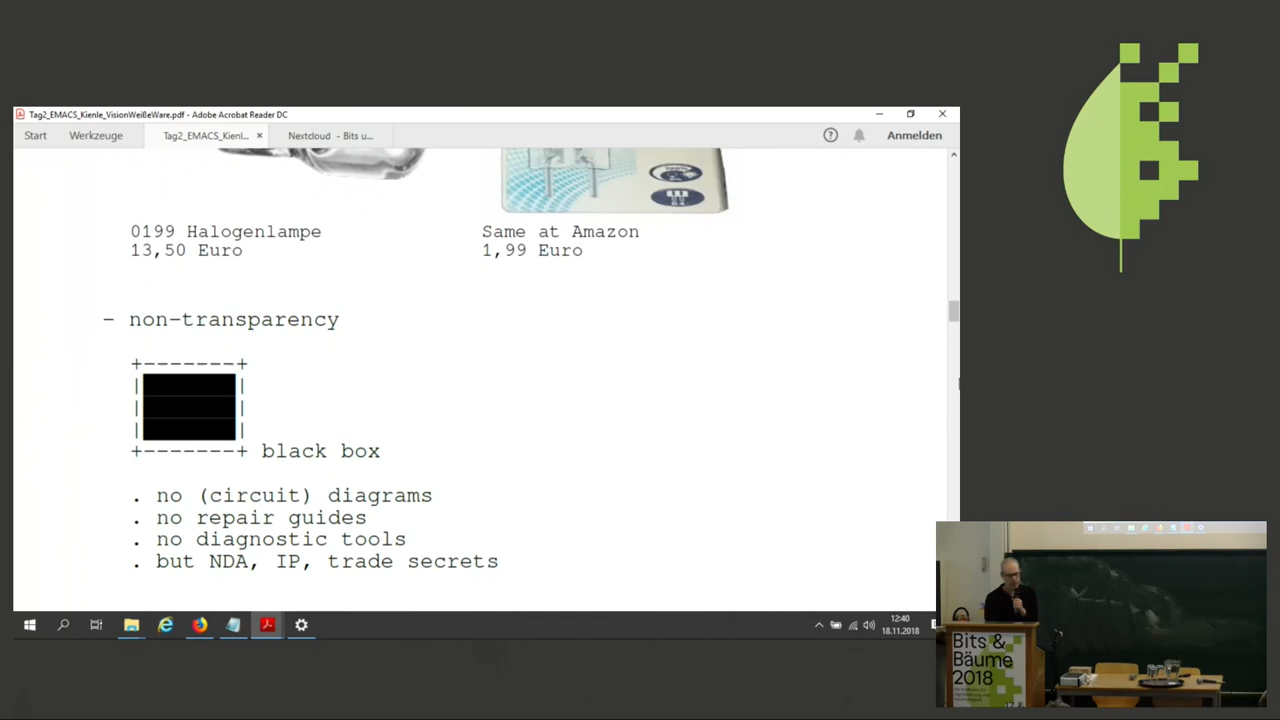 Tag2_EMACS_Kienle_VisionWeißeWare.pdf - Adobe Acrobat Reader DC
Start Werkzeuge Tag2_EMACS_Kienl... × Nextcloud - Bits u... ? Anmelden
0199 Halogenlampe
13,50 Euro
Same at Amazon
1,99 Euro
- non-transparency
+-------+
| |
| |
| |
+-------+ black box
. no (circuit) diagrams
. no repair guides
. no diagnostic tools
. but NDA, IP, trade secrets
12:40
18.11.2018
Bits &
Bäume
2018